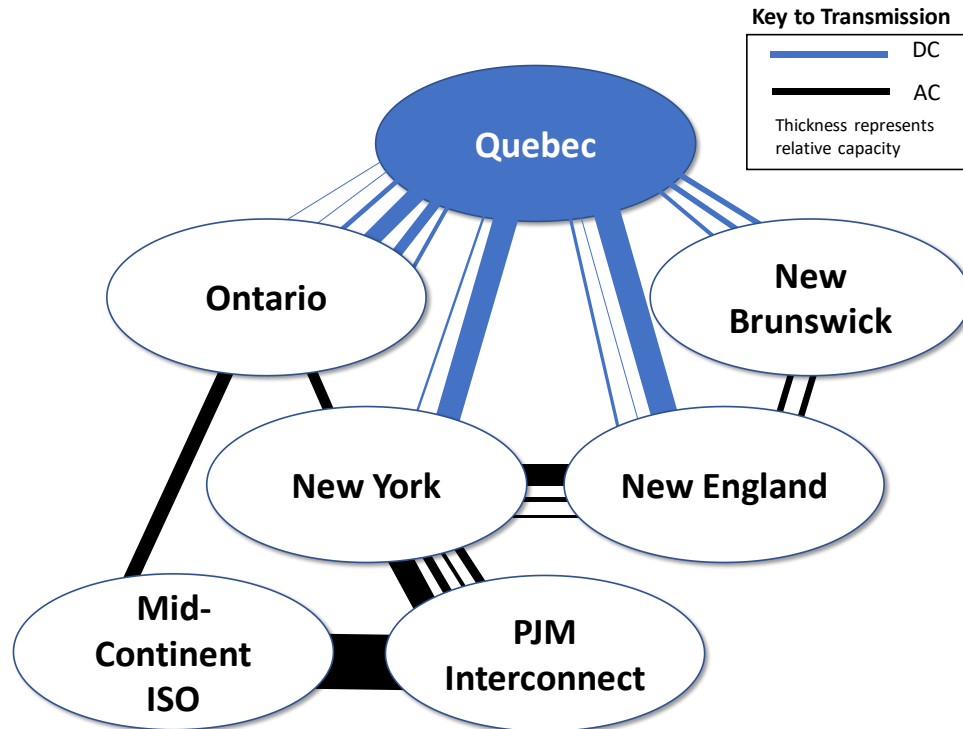 Key to Transmission
DC
AC
Thickness represents
relative capacity
Quebec
Ontario
New
Brunswick
New York
New England
Mid-
Continent
ISO
PJM
Interconnect